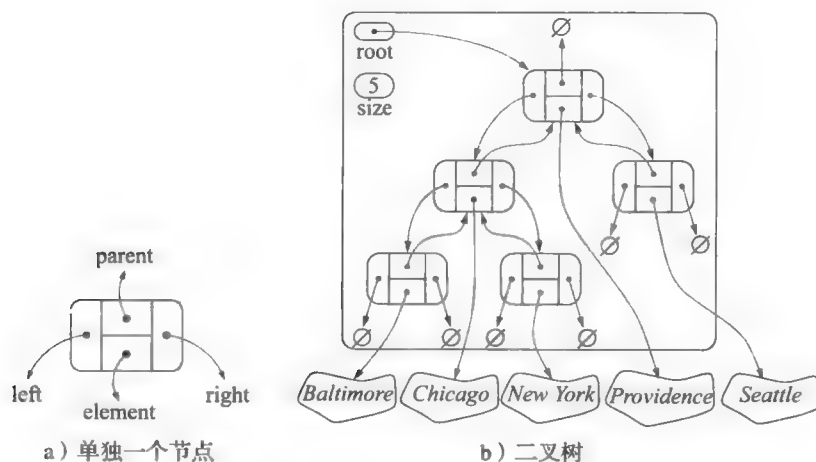 root
5
size
parent
left
right
element
Baltimore
Chicago
New York
Providence
Seattle
a）单独一个节点
b）二叉树